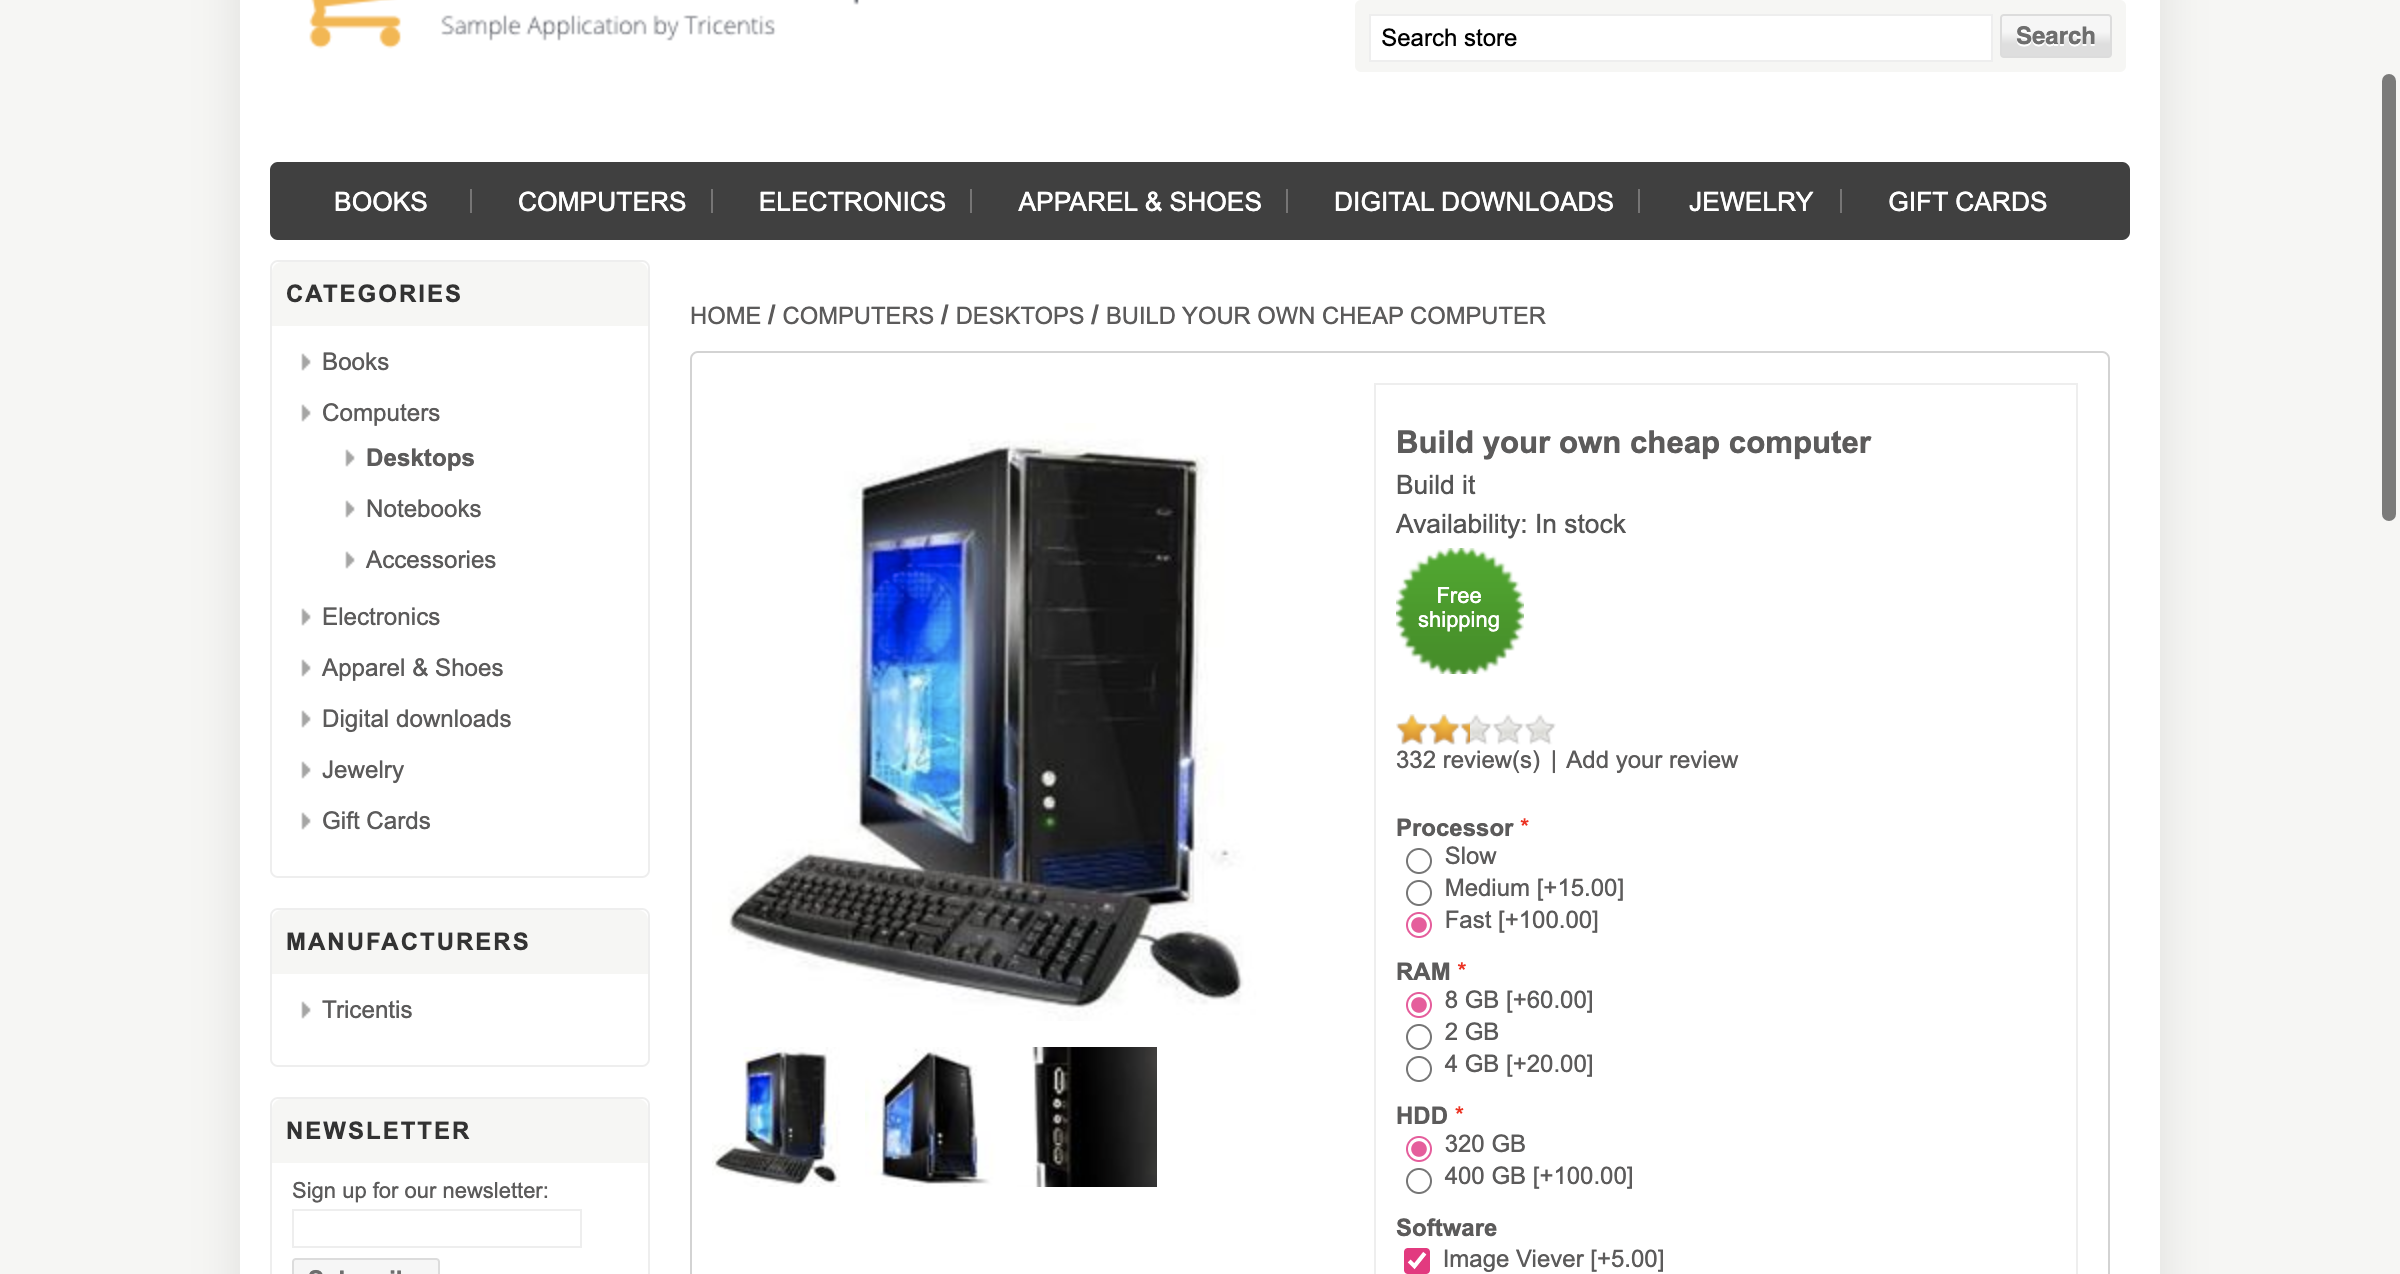 Sample Application by Tricentis
Search store
Search
BOOKS
COMPUTERS
ELECTRONICS
APPAREL & SHOES
DIGITAL DOWNLOADS
JEWELRY
GIFT CARDS
CATEGORIES
Books
Computers
Desktops
Notebooks
Accessories
Electronics
Apparel & Shoes
Digital downloads
Jewelry
Gift Cards
MANUFACTURERS
Tricentis
NEWSLETTER
Sign up for our newsletter:
HOME / COMPUTERS / DESKTOPS / BUILD YOUR OWN CHEAP COMPUTER
Build your own cheap computer
Build it
Availability: In stock
Free
shipping
332 review(s) | Add your review
Processor *
Slow
Medium [+15.00]
Fast [+100.00]
RAM *
8 GB [+60.00]
2 GB
4 GB [+20.00]
HDD *
320 GB
400 GB [+100.00]
Software
Image Viever [+5.00]